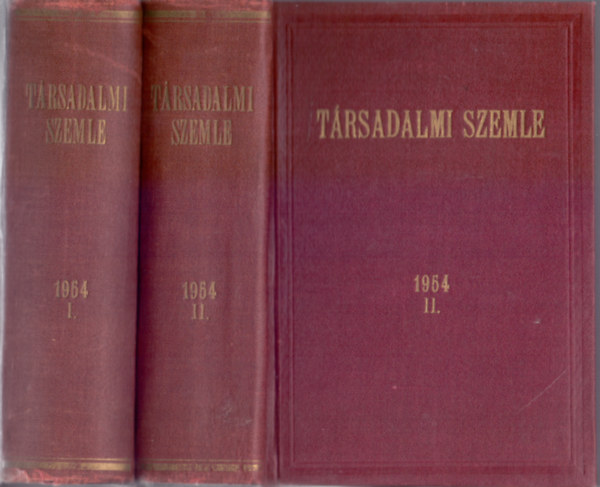 TÁRSADALMI
SZEMLE
1954
I.
TÁRSADALMI
SZEMLE
1954
II.
TÁRSADALMI SZEMLE
1954
II.